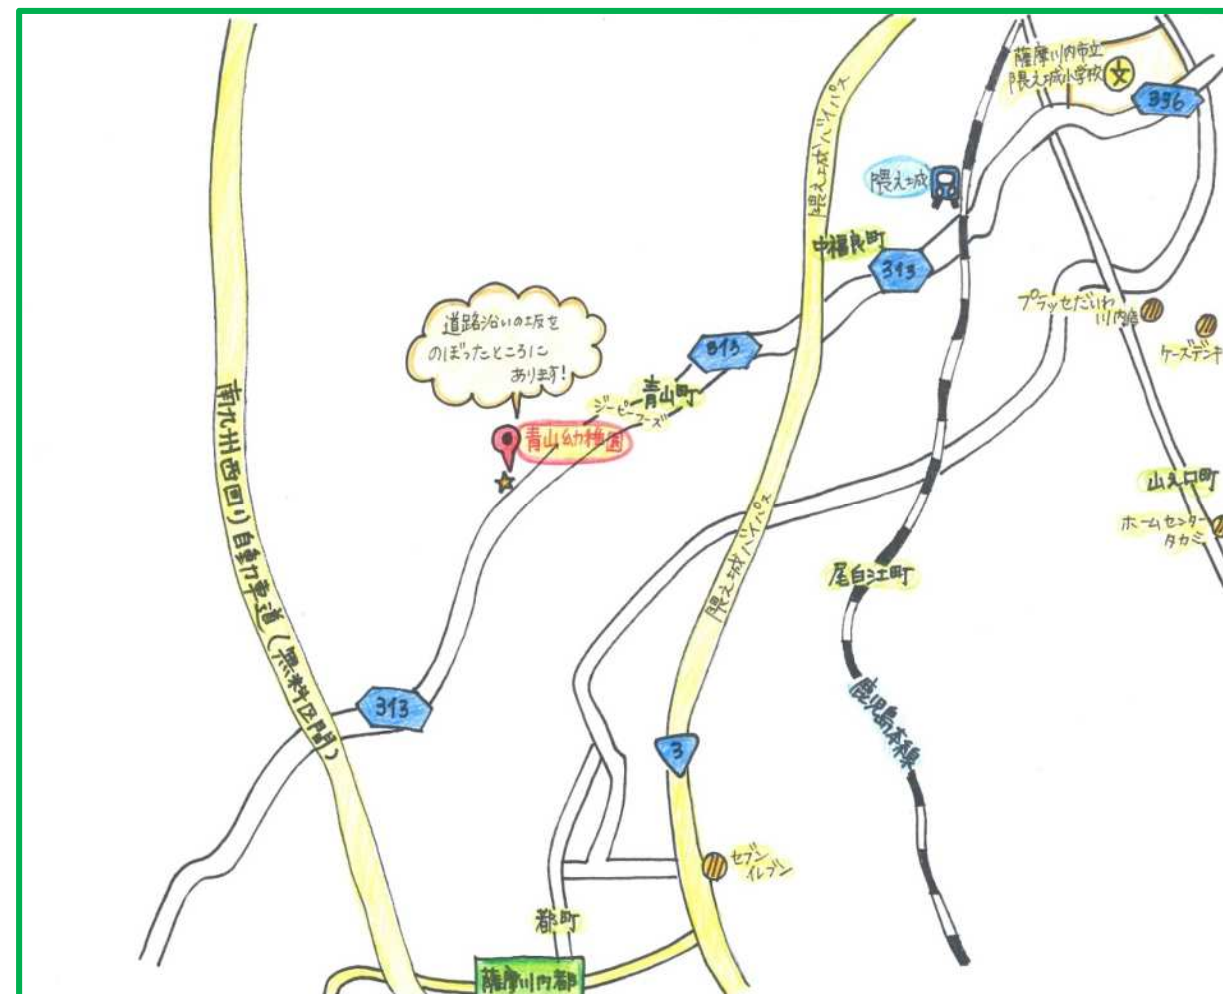 薩摩川内市立
隈之城小学校
文
336
隈之城バイパス
隈之城
中福良町
313
プラッセだいわ
川内店
ケーズデンキ
道路沿いの坂を
のぼったところに
あります!
313
青山町
ジーピーフーズ
青山幼稚園
南九州西回り自動車道(無料区間)
山之口町
ホームセンター
タカミ
隈之城バイパス
尾白江町
313
鹿児島本線
3
セブン
イレブン
都町
薩摩川内都